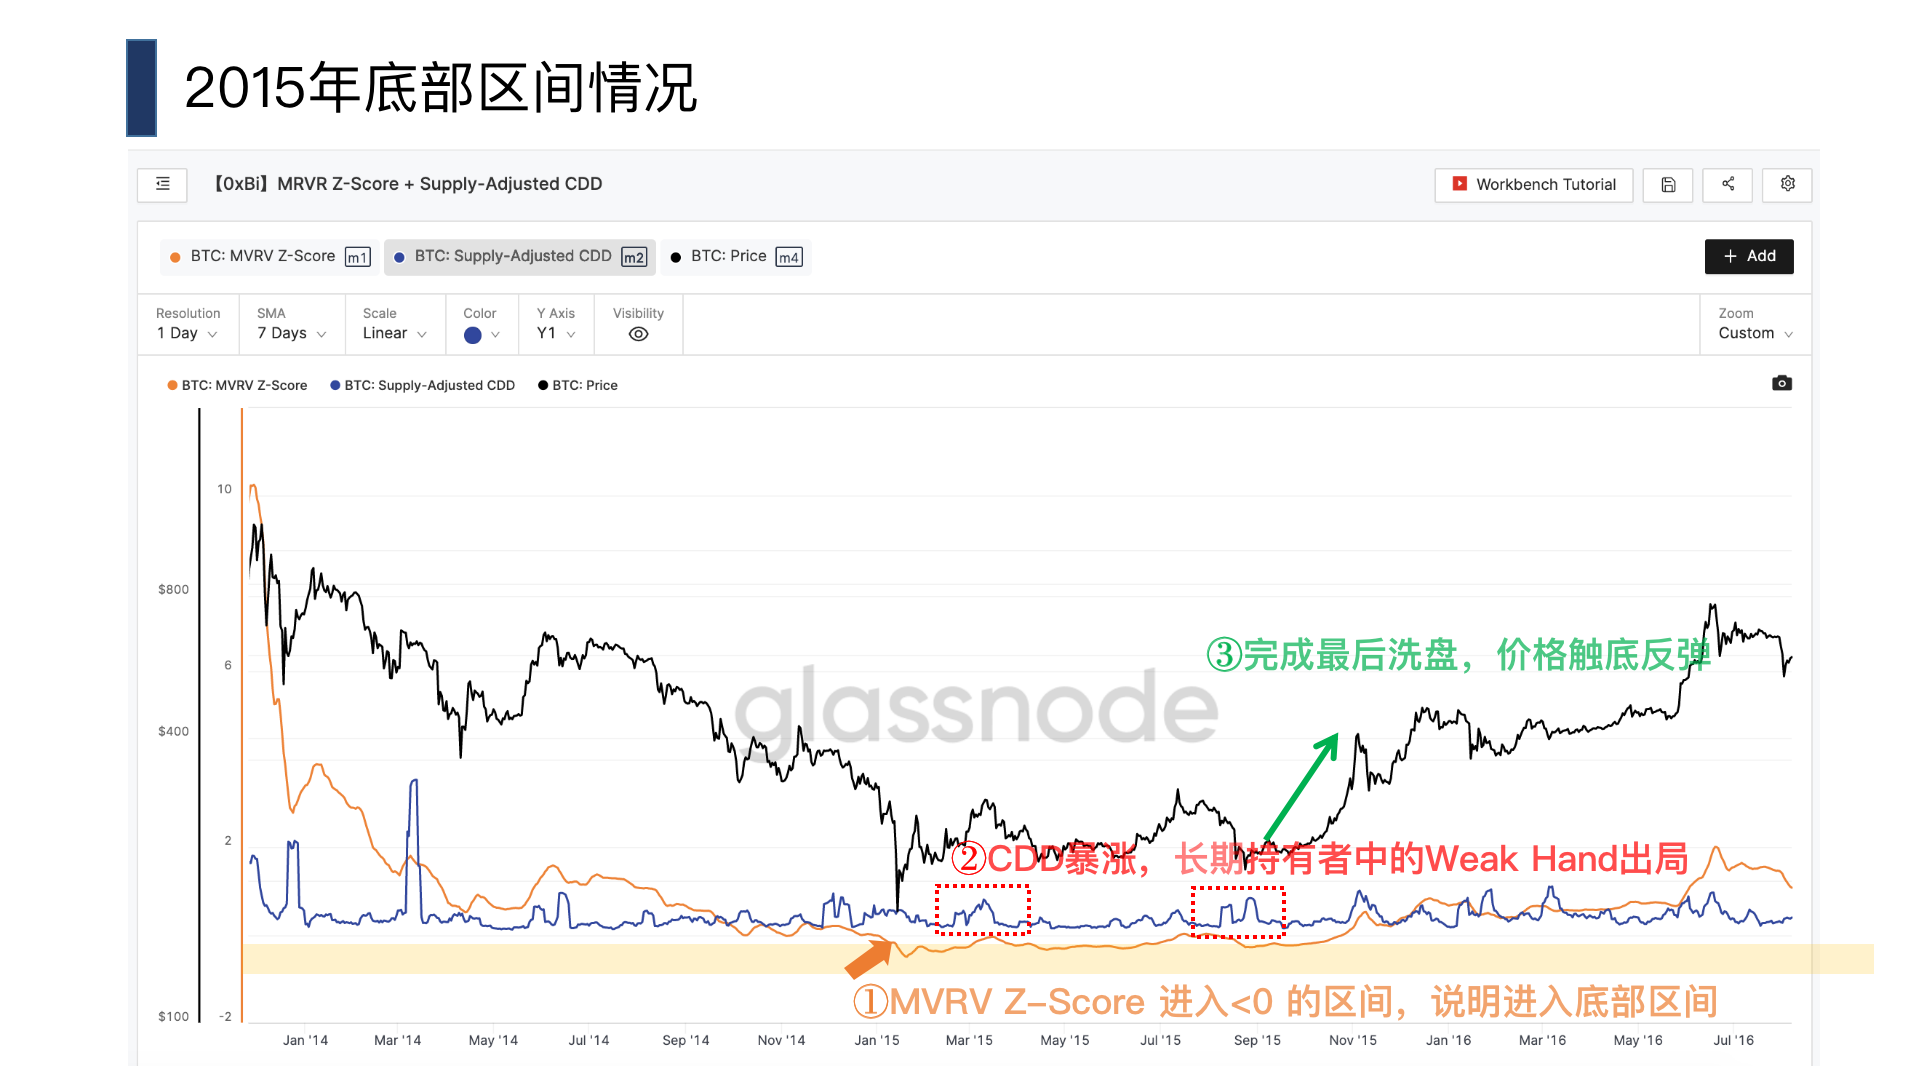 2015年底部区间情况
【0xBi】MRVR Z-Score + Supply-Adjusted CDD
Workbench Tutorial
BTC: MVRV Z-Score m1
BTC: Supply-Adjusted CDD m2
BTC: Price m4
+ Add
Resolution
1 Day
SMA
7 Days
Scale
Linear
Color
Y Axis
Y1
Visibility
Zoom
Custom
BTC: MVRV Z-Score
BTC: Supply-Adjusted CDD
BTC: Price
10
$800
6
$400
2
$100
-2
glassnode
③完成最后洗盘，价格触底反弹
②CDD暴涨，长期持有者中的Weak Hand出局
①MVRV Z-Score 进入<0 的区间，说明进入底部区间
Jan '14
Mar '14
May '14
Jul '14
Sep '14
Nov '14
Jan '15
Mar '15
May '15
Jul '15
Sep '15
Nov '15
Jan '16
Mar '16
May '16
Jul '16